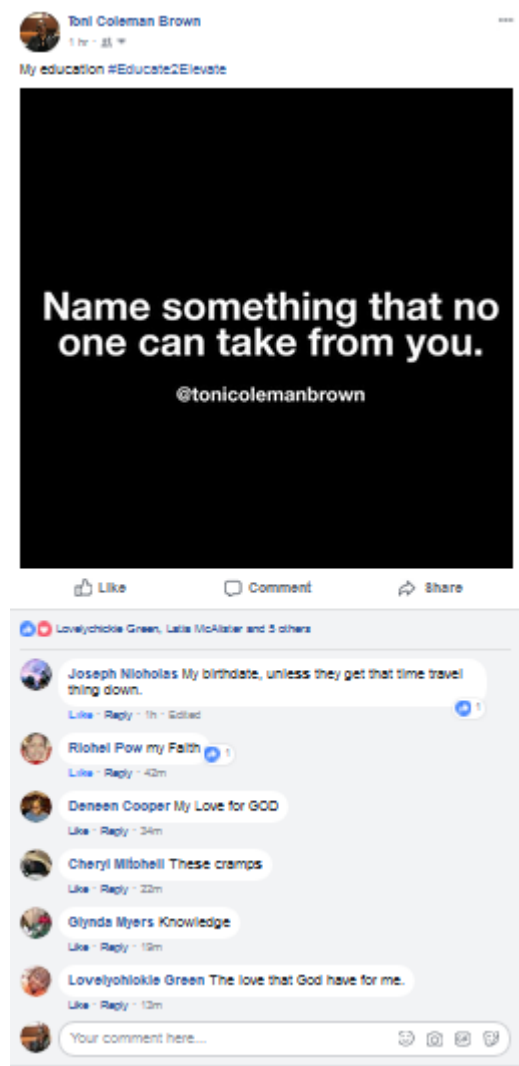 Toni Coleman Brown
1 hr
My education #Educate2Elevate
Name something that no
one can take from you.
@tonicolemanbrown
Like Comment Share
Lovelychickie Green, Latis McAlister and 5 others
Joseph Nicholas My birthdate, unless they get that time travel
thing down.
1
Like · Reply · 1h · Edited
Richel Pow my Faith 1
Like · Reply · 42m
Deneen Cooper My Love for GOD
Like · Reply · 34m
Cheryl Mitchell These cramps
Like · Reply · 22m
Glynda Myers Knowledge
Like · Reply · 19m
Lovelychickie Green The love that God have for me.
Like · Reply · 13m
Your comment here...
GIF